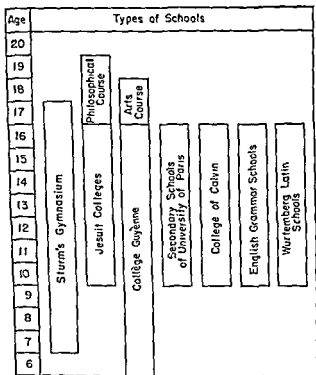 Age
Types of Schools
20
19
18
17
16
15
14
13
12
11
10
9
8
7
6
Sturm's Gymnasium
Philosophical
Course
Jesuit Colleges
Arts
Course
Collège Guyènne
Secondary Schools
of University of Paris
College of Calvin
English Grammar Schools
Wurtemberg Latin
Schools